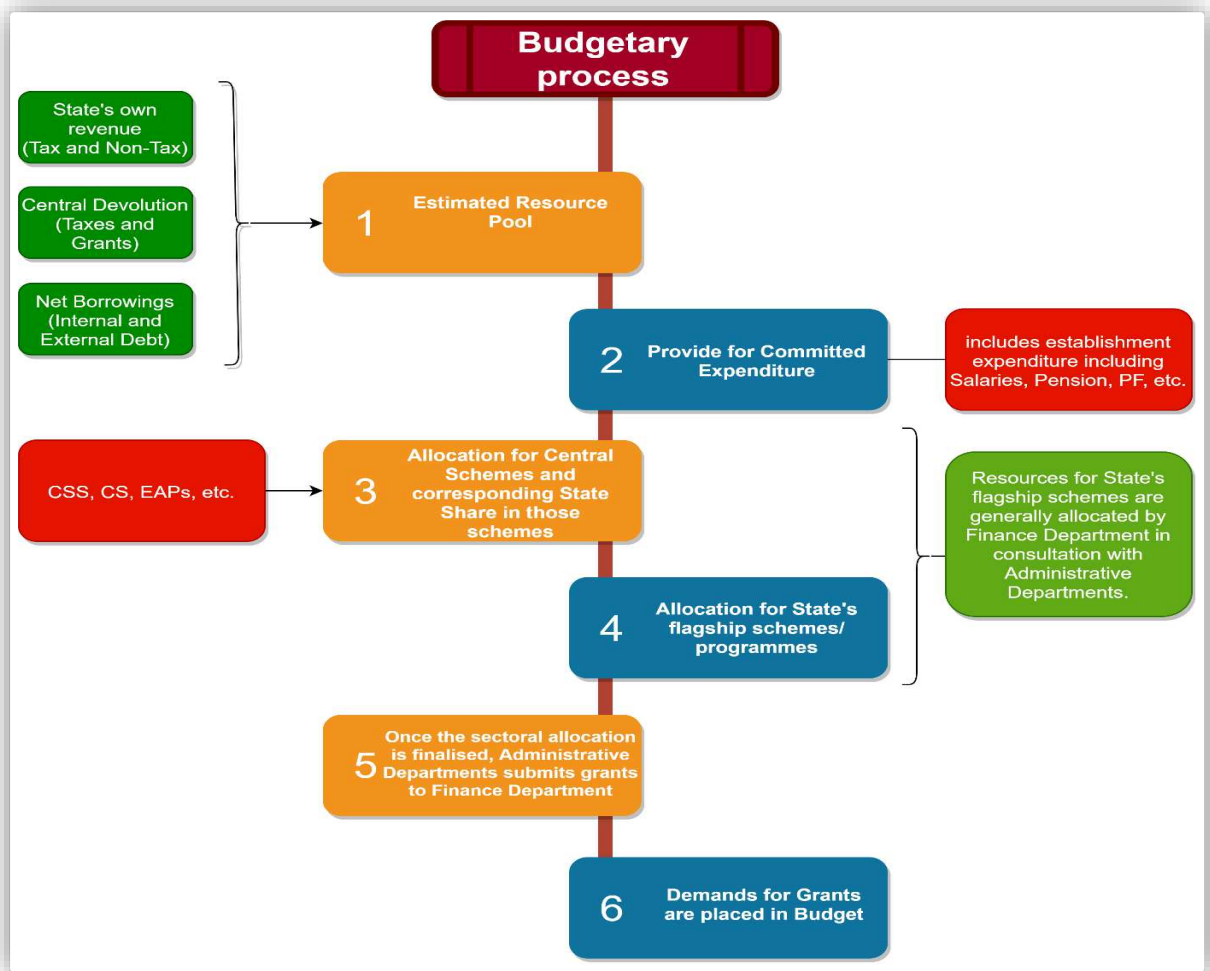 Budgetary
process
State's own
revenue
(Tax and Non-Tax)
Central Devolution
(Taxes and
Grants)
Net Borrowings
(Internal and
External Debt)
1
Estimated Resource
Pool
2
Provide for Committed
Expenditure
includes establishment
expenditure including
Salaries, Pension, PF, etc.
CSS, CS, EAPs, etc.
3
Allocation for Central
Schemes and
corresponding State
Share in those
schemes
4
Allocation for State's
flagship schemes/
programmes
Resources for State's
flagship schemes are
generally allocated by
Finance Department in
consultation with
Administrative
Departments.
5
Once the sectoral allocation
is finalised, Administrative
Departments submits grants
to Finance Department
6
Demands for Grants
are placed in Budget